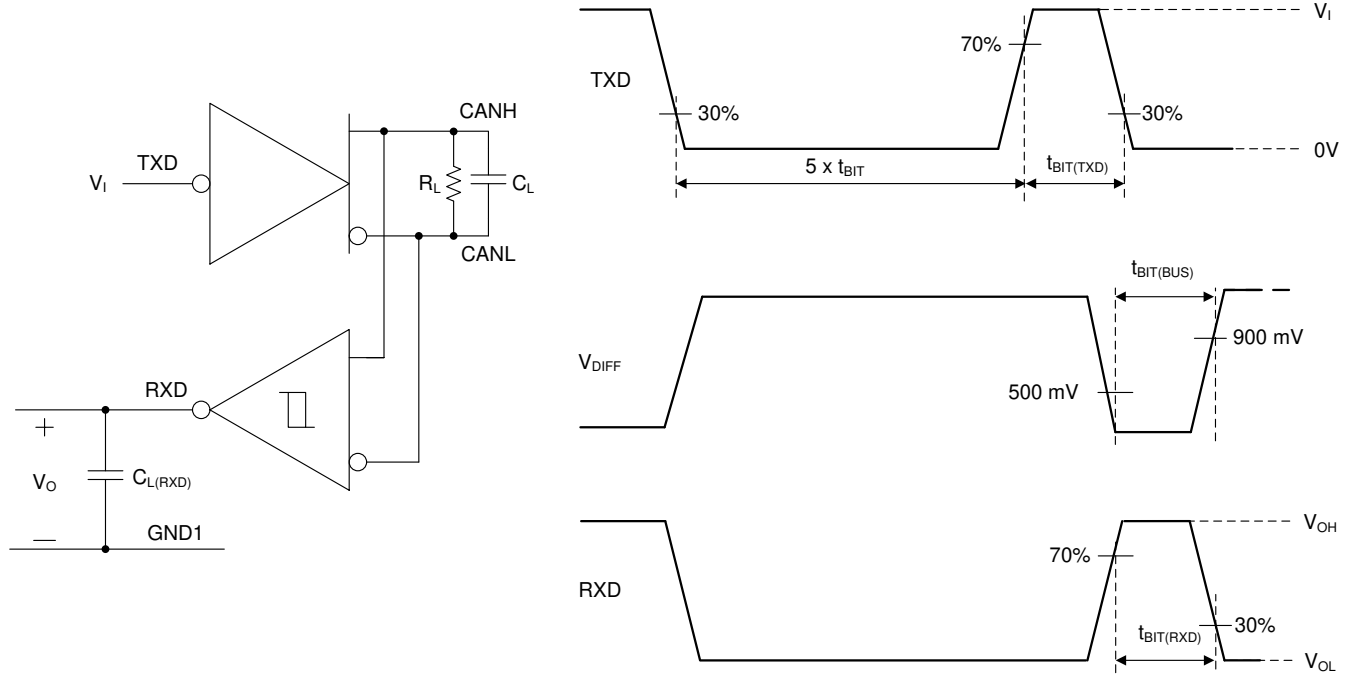 CANH
TXD
V_I
R_L
C_L
CANL
RXD
+
V_O
C_L(RXD)
—
GND1
V_I
70%
TXD
30%
30%
5 x t_BIT
t_BIT(TXD)
0V
t_BIT(BUS)
900 mV
V_DIFF
500 mV
V_OH
70%
RXD
t_BIT(RXD)
30%
V_OL